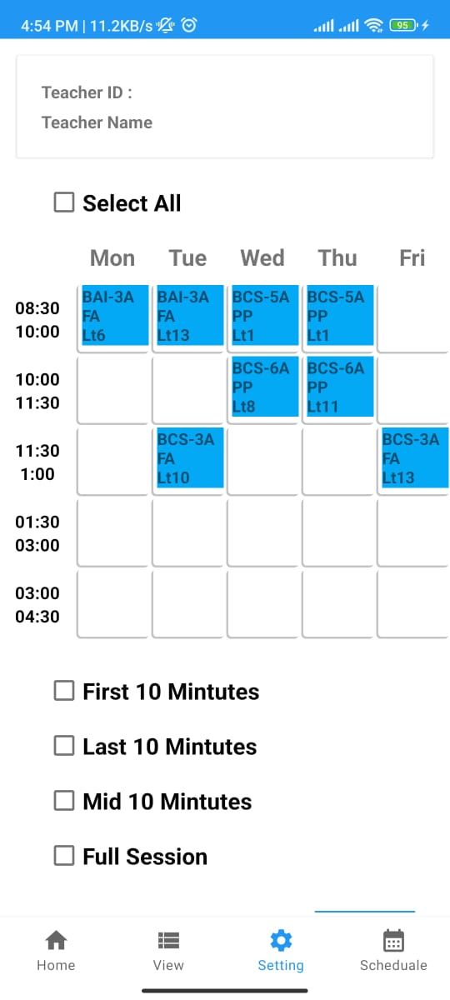 4:54 PM | 11.2KB/s 95
Teacher ID :
Teacher Name
Select All
Mon Tue Wed Thu Fri
08:30 BAI-3A BAI-3A BCS-5A BCS-5A
FA FA PP PP
10:00 Lt6 Lt13 Lt1 Lt1
10:00 BCS-6A BCS-6A
PP PP
11:30 Lt8 Lt11
11:30 BCS-3A BCS-3A
FA FA
1:00 Lt10 Lt13
01:30
03:00
03:00
04:30
First 10 Mintutes
Last 10 Mintutes
Mid 10 Mintutes
Full Session
Home View Setting Scheduale